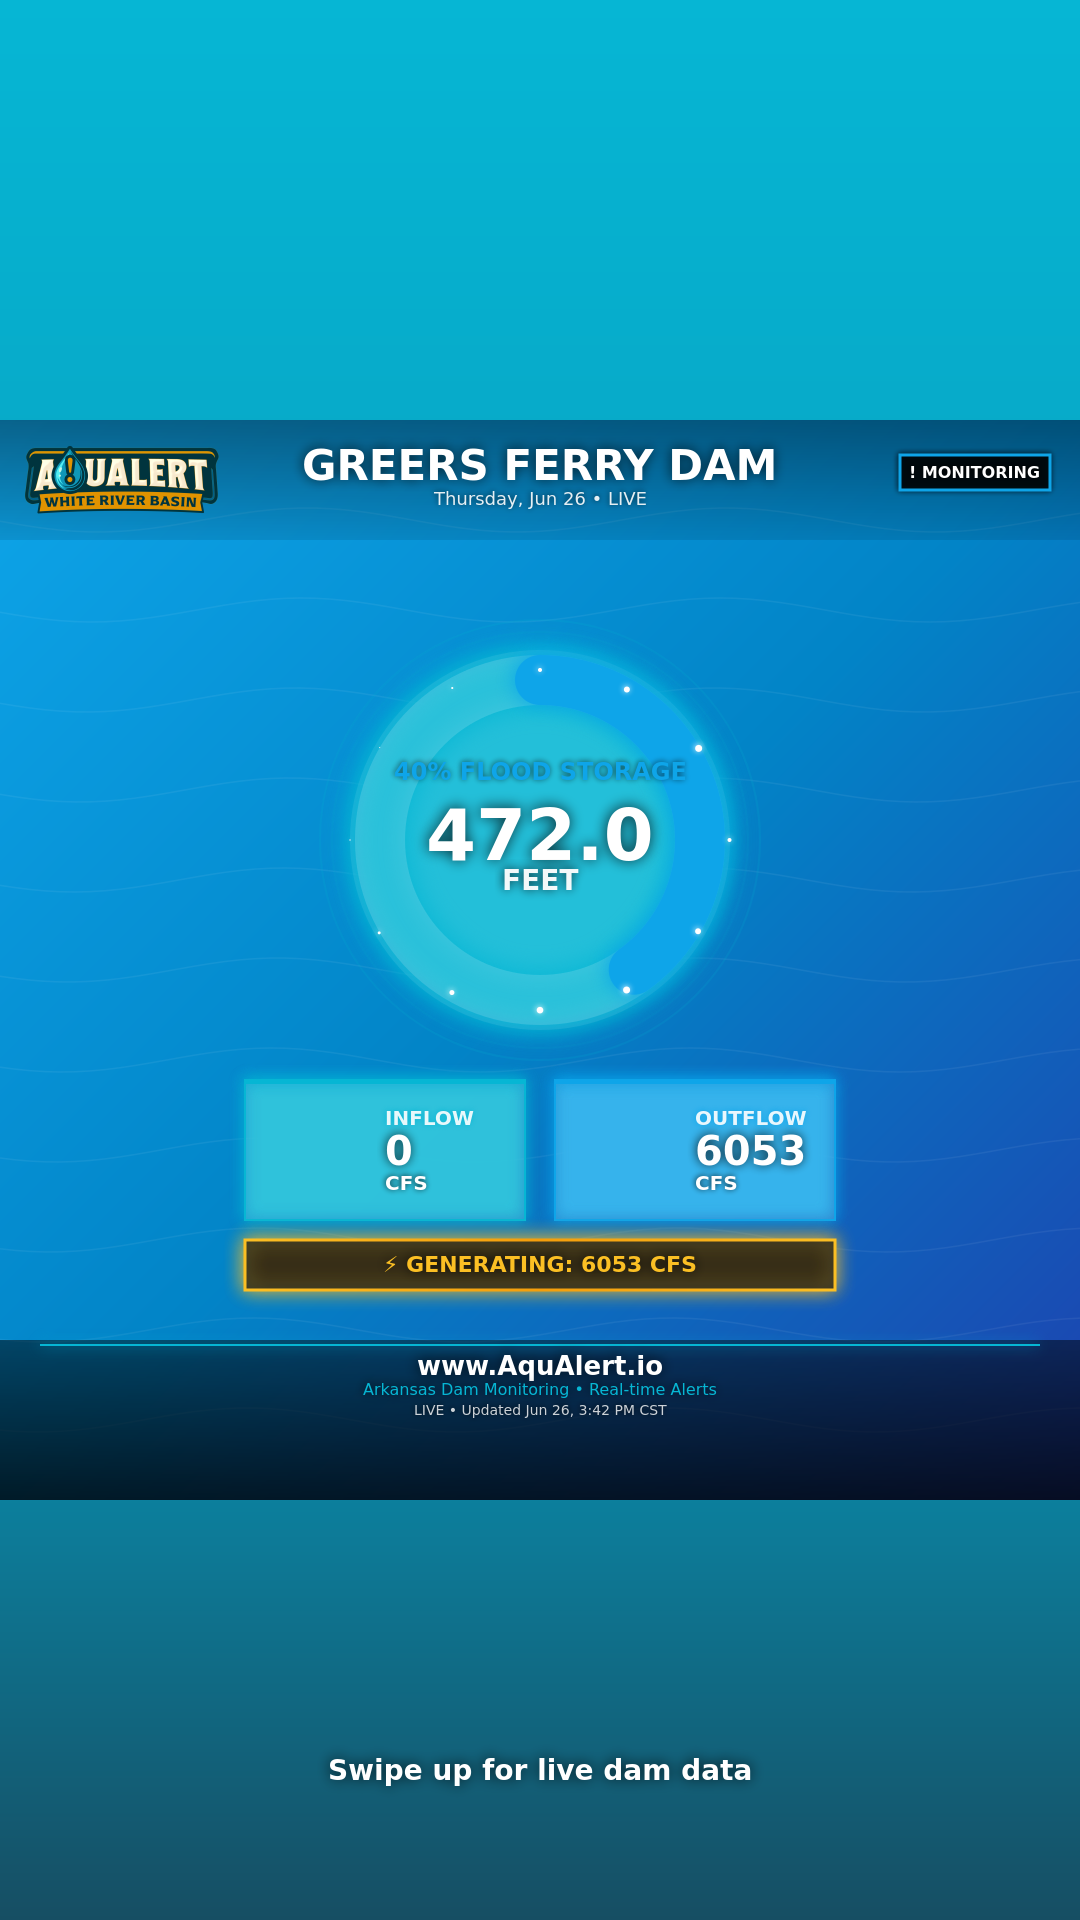 AQUALERT
WHITE RIVER BASIN
GREERS FERRY DAM
Thursday, Jun 26 • LIVE
! MONITORING
40% FLOOD STORAGE
472.0
FEET
INFLOW
0
CFS
OUTFLOW
6053
CFS
⚡ GENERATING: 6053 CFS
www.AquAlert.io
Arkansas Dam Monitoring • Real-time Alerts
LIVE • Updated Jun 26, 3:42 PM CST
Swipe up for live dam data